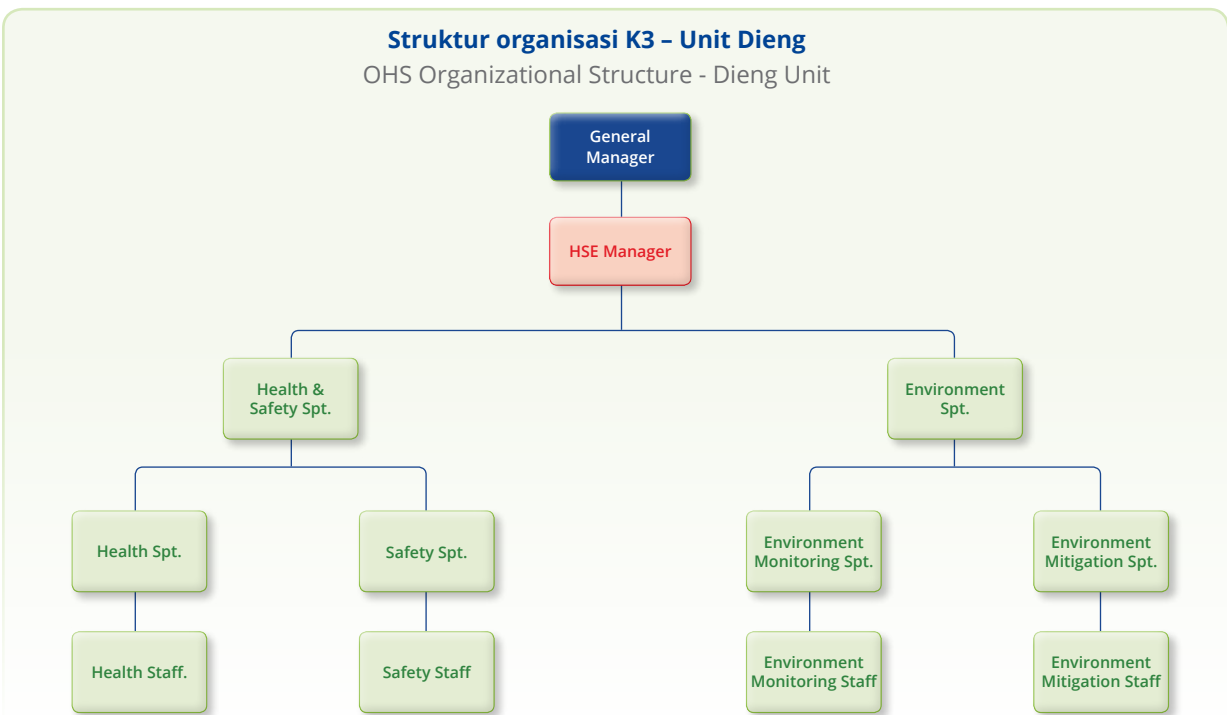 Struktur organisasi K3 – Unit Dieng
OHS Organizational Structure - Dieng Unit
General
Manager
HSE Manager
Health &
Safety Spt.
Environment
Spt.
Health Spt.
Safety Spt.
Environment
Monitoring Spt.
Environment
Mitigation Spt.
Health Staff.
Safety Staff
Environment
Monitoring Staff
Environment
Mitigation Staff